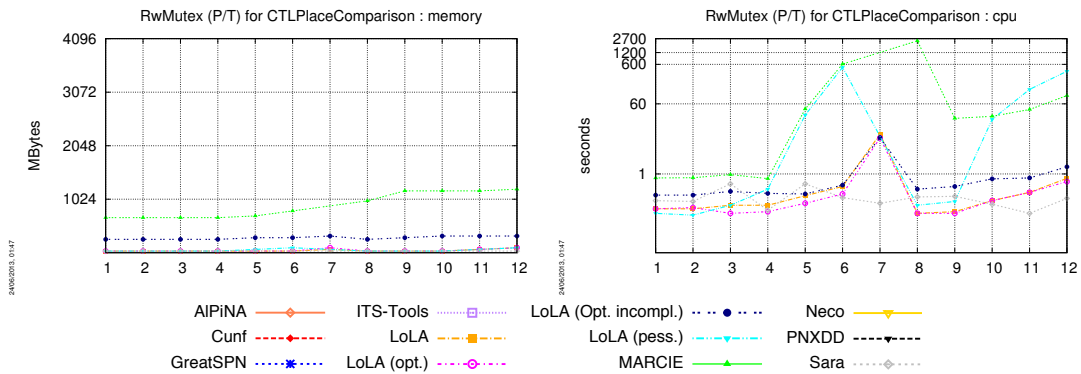 RwMutex (P/T) for CTLPlaceComparison : memory
4096
3072
2048
1024
MBytes
1 2 3 4 5 6 7 8 9 10 11 12
24/06/2013, 01:47
RwMutex (P/T) for CTLPlaceComparison : cpu
2700
1200
600
60
1
seconds
1 2 3 4 5 6 7 8 9 10 11 12
24/06/2013, 01:47
AlPiNA ITS-Tools LoLA (Opt. incompl.) Neco
Cunf LoLA LoLA (pess.) PNXDD
GreatSPN LoLA (opt.) MARCIE Sara